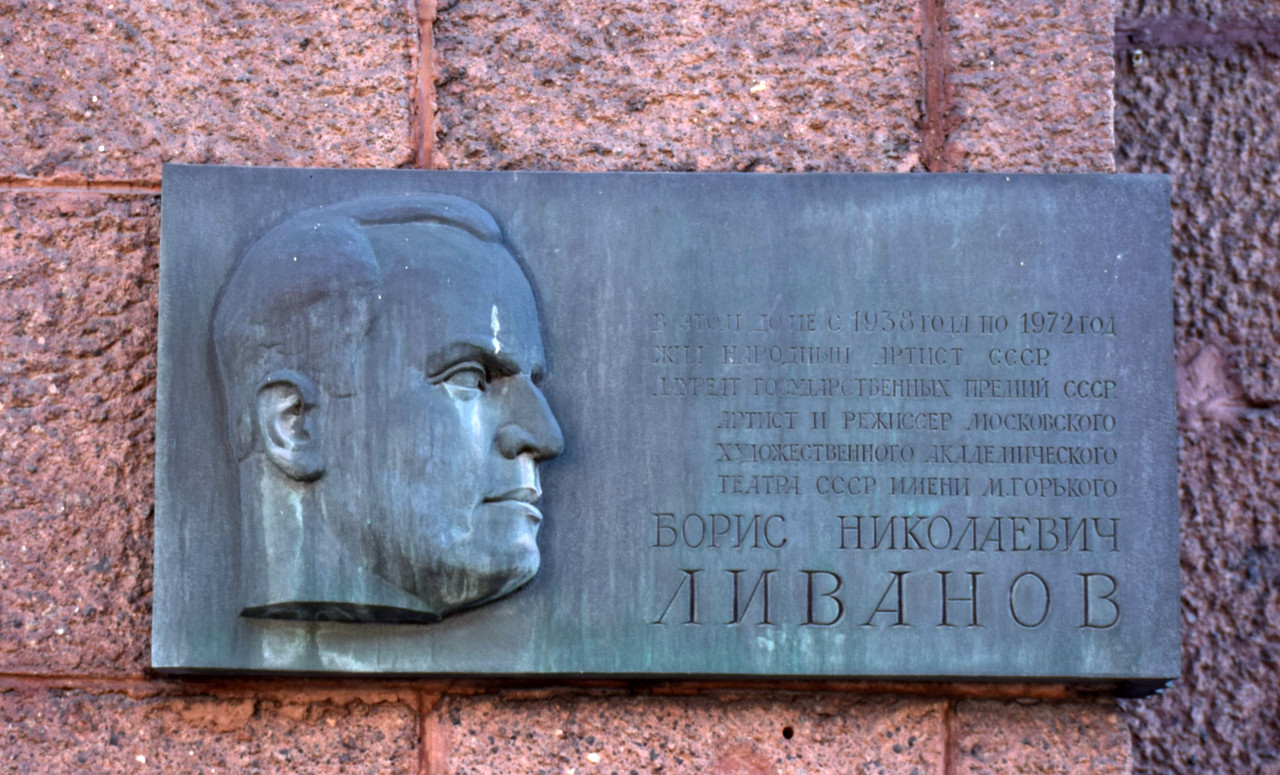 В ЭТОМ ДОМЕ С 1938 ГОДА ПО 1972 ГОД
ЖИЛ НАРОДНЫЙ АРТИСТ СССР,
ЛАУРЕАТ ГОСУДАРСТВЕННЫХ ПРЕМИЙ СССР,
АРТИСТ И РЕЖИССЕР МОСКОВСКОГО
ХУДОЖЕСТВЕННОГО АКАДЕМИЧЕСКОГО
ТЕАТРА СССР ИМЕНИ М.ГОРЬКОГО
БОРИС НИКОЛАЕВИЧ
ЛИВАНОВ